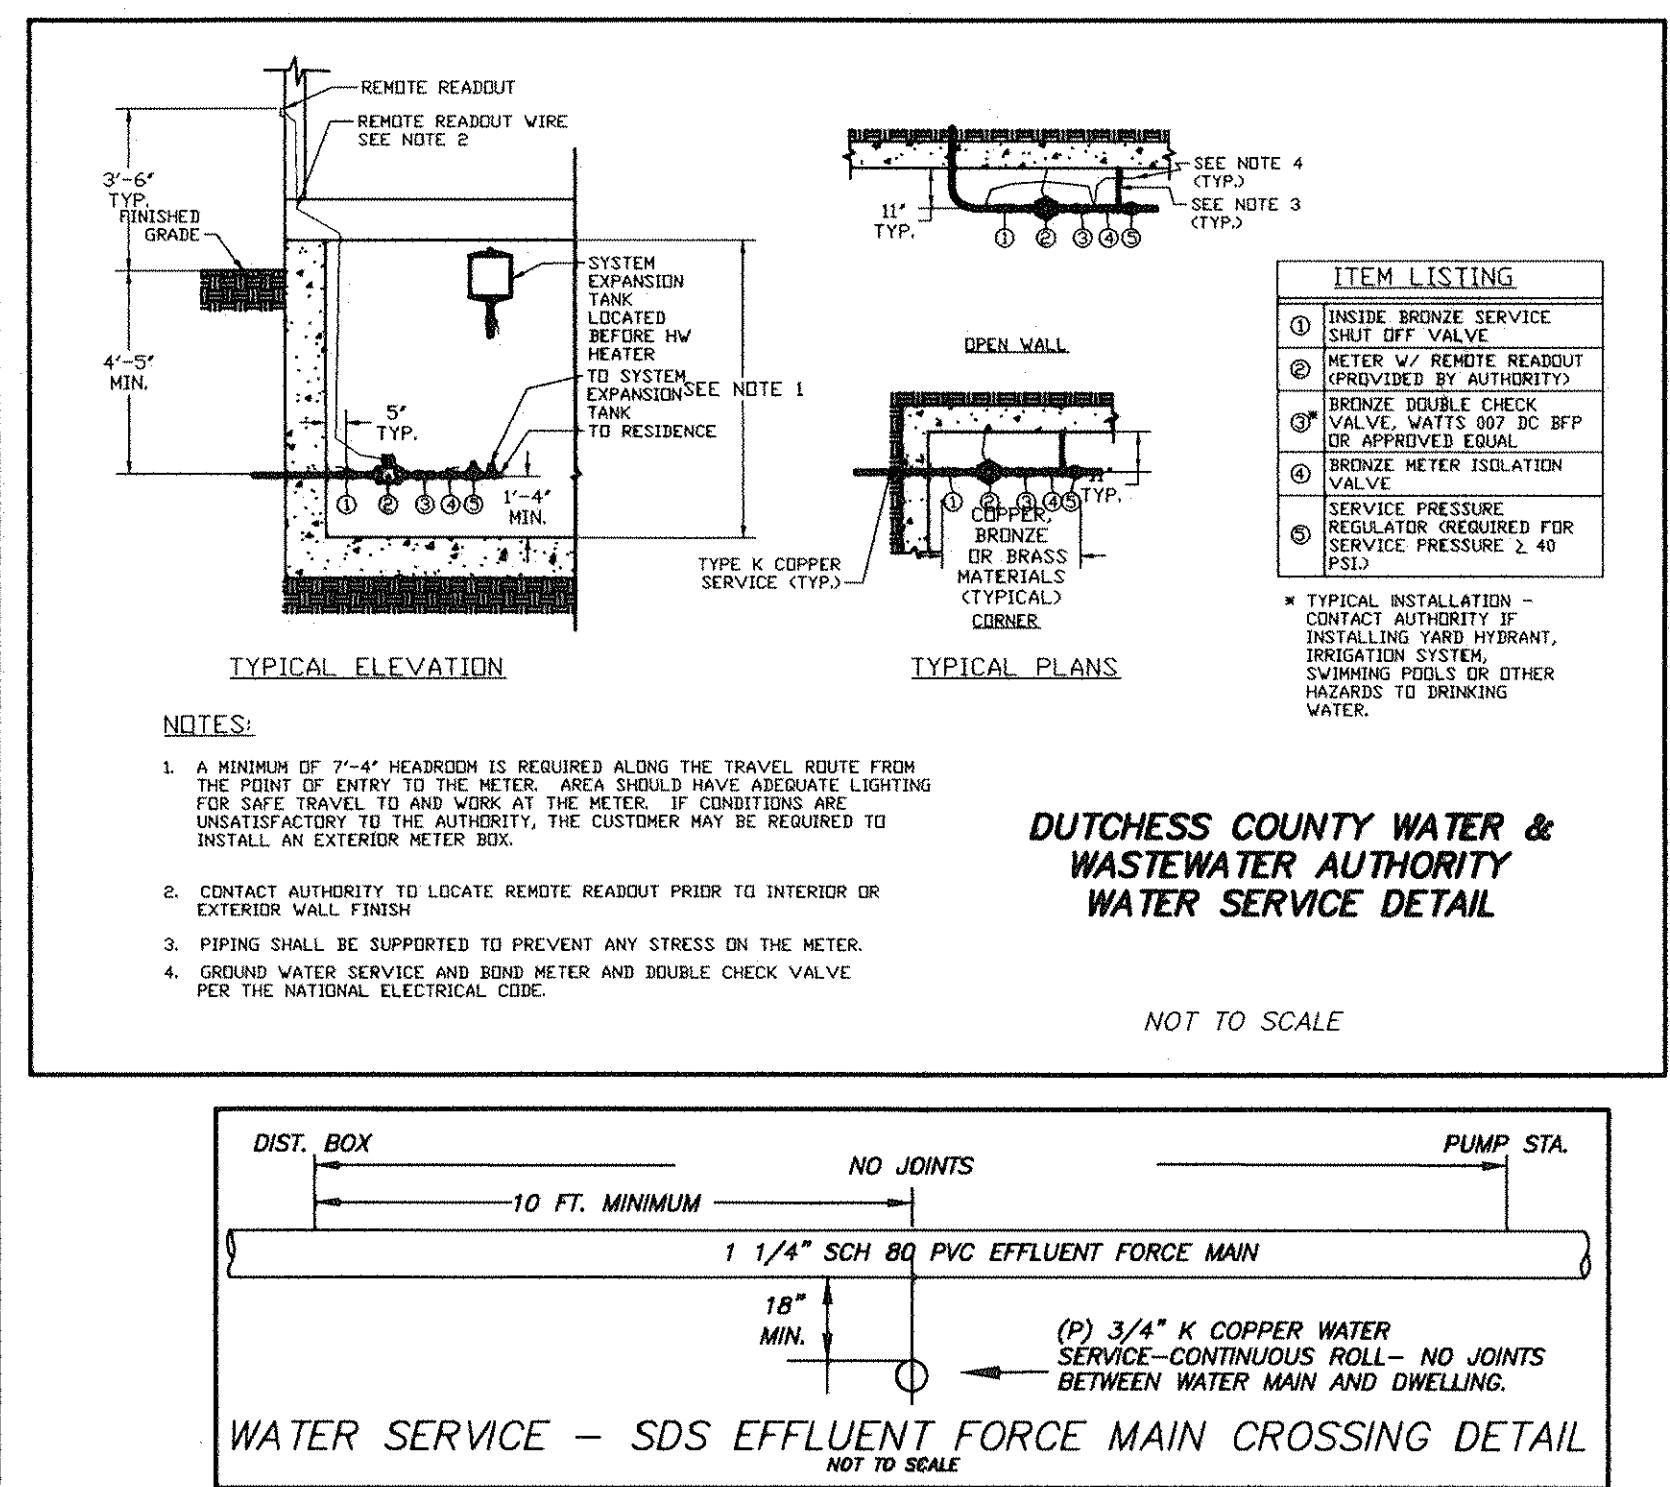 REMOTE READOUT
REMOTE READOUT WIRE
SEE NOTE 2
3'-6"
TYP.
FINISHED
GRADE
4'-5"
MIN.
5"
TYP.
SYSTEM
EXPANSION
TANK
LOCATED
BEFORE HW
HEATER
TO SYSTEM
EXPANSION
TANK
TO RESIDENCE
SEE NOTE 1
1 2 3 4 5
1'-4"
MIN.
TYPICAL ELEVATION
SEE NOTE 4
(TYP.)
SEE NOTE 3
(TYP.)
11"
TYP.
1 2 3 4 5
OPEN WALL
11"
TYP.
1 2 3 4 5
COPPER,
BRONZE
OR BRASS
MATERIALS
(TYPICAL)
TYPE K COPPER
SERVICE (TYP.)
CORNER
TYPICAL PLANS
ITEM LISTING
1 INSIDE BRONZE SERVICE
SHUT OFF VALVE
2 METER W/ REMOTE READOUT
(PROVIDED BY AUTHORITY)
3* BRONZE DOUBLE CHECK
VALVE, WATTS 007 DC BFP
OR APPROVED EQUAL
4 BRONZE METER ISOLATION
VALVE
5 SERVICE PRESSURE
REGULATOR (REQUIRED FOR
SERVICE PRESSURE ≥ 40
PSI.)
* TYPICAL INSTALLATION -
CONTACT AUTHORITY IF
INSTALLING YARD HYDRANT,
IRRIGATION SYSTEM,
SWIMMING POOLS OR OTHER
HAZARDS TO DRINKING
WATER.
NOTES:
1. A MINIMUM OF 7'-4" HEADROOM IS REQUIRED ALONG THE TRAVEL ROUTE FROM
THE POINT OF ENTRY TO THE METER. AREA SHOULD HAVE ADEQUATE LIGHTING
FOR SAFE TRAVEL TO AND WORK AT THE METER. IF CONDITIONS ARE
UNSATISFACTORY TO THE AUTHORITY, THE CUSTOMER MAY BE REQUIRED TO
INSTALL AN EXTERIOR METER BOX.
2. CONTACT AUTHORITY TO LOCATE REMOTE READOUT PRIOR TO INTERIOR OR
EXTERIOR WALL FINISH
3. PIPING SHALL BE SUPPORTED TO PREVENT ANY STRESS ON THE METER.
4. GROUND WATER SERVICE AND BOND METER AND DOUBLE CHECK VALVE
PER THE NATIONAL ELECTRICAL CODE.
DUTCHESS COUNTY WATER &
WASTEWATER AUTHORITY
WATER SERVICE DETAIL
NOT TO SCALE
DIST. BOX
PUMP STA.
NO JOINTS
10 FT. MINIMUM
1 1/4" SCH 80 PVC EFFLUENT FORCE MAIN
18"
MIN.
(P) 3/4" K COPPER WATER
SERVICE-CONTINUOUS ROLL- NO JOINTS
BETWEEN WATER MAIN AND DWELLING.
WATER SERVICE - SDS EFFLUENT FORCE MAIN CROSSING DETAIL
NOT TO SCALE